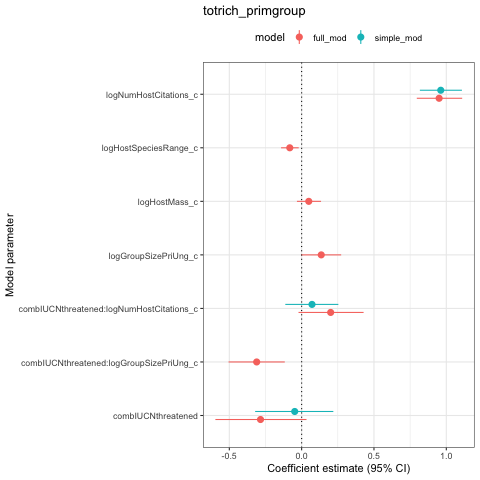 totrich_primgroup
model full_mod simple_mod
logNumHostCitations_c
logHostSpeciesRange_c
logHostMass_c
logGroupSizePriUng_c
combIUCNthreatened:logNumHostCitations_c
combIUCNthreatened:logGroupSizePriUng_c
combIUCNthreatened
Model parameter
-0.5 0.0 0.5 1.0
Coefficient estimate (95% CI)